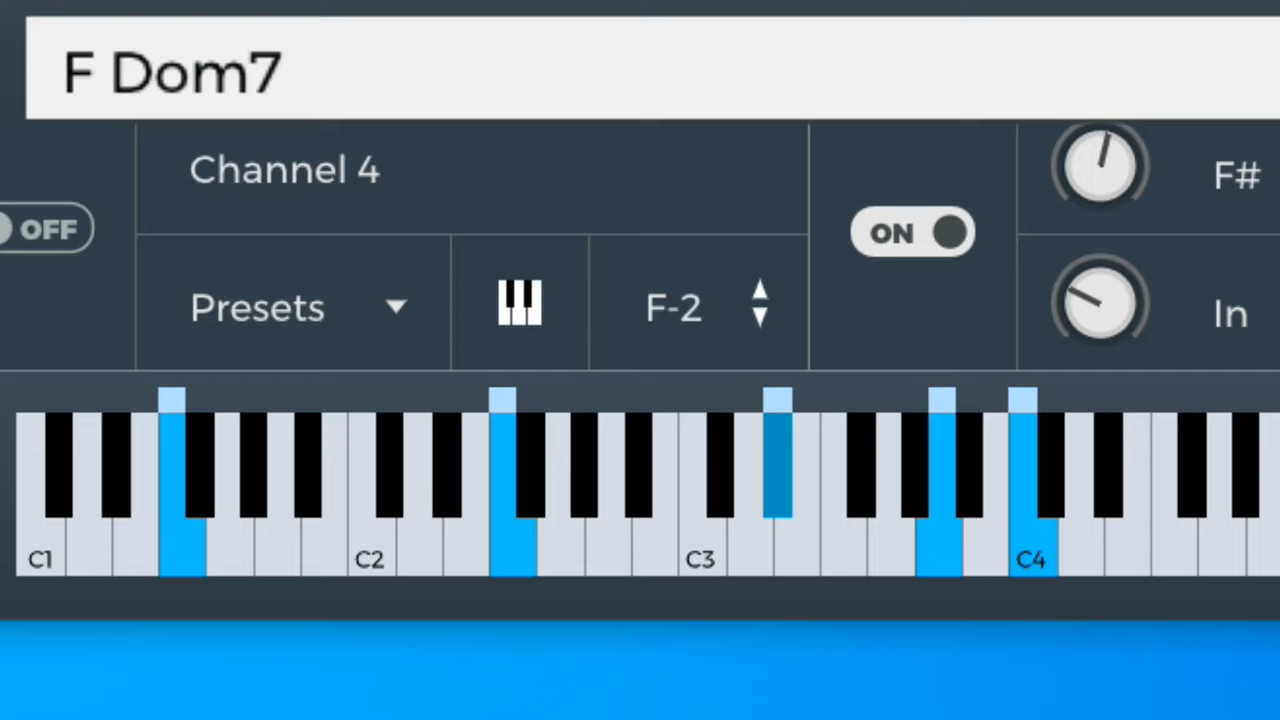 F Dom7
Channel 4
F#
OFF
ON
Presets
F-2
In
C1
C2
C3
C4